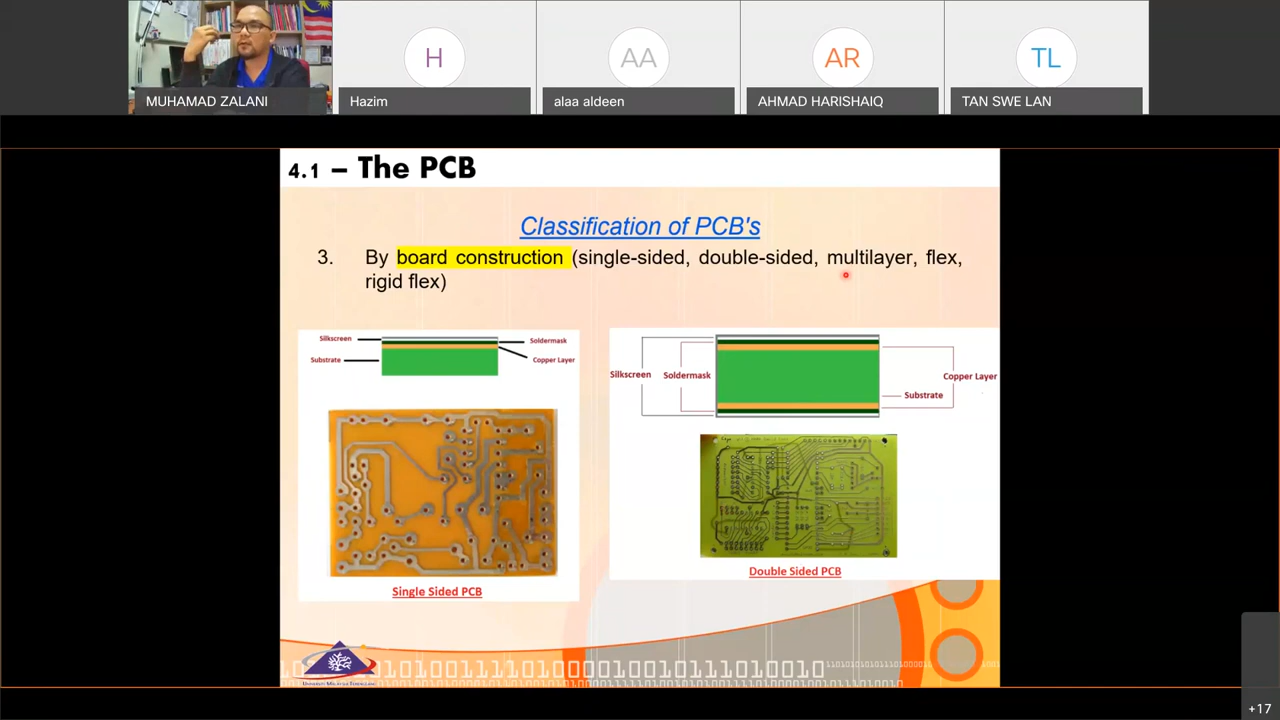 H
AA
AR
TL
MUHAMAD ZALANI
Hazim
alaa aldeen
AHMAD HARISHAIQ
TAN SWE LAN
4.1 – The PCB
Classification of PCB's
3. By board construction (single-sided, double-sided, multilayer, flex,
rigid flex)
Silkscreen
Soldermask
Substrate
Copper Layer
Single Sided PCB
Silkscreen
Soldermask
Copper Layer
Substrate
Double Sided PCB
+17